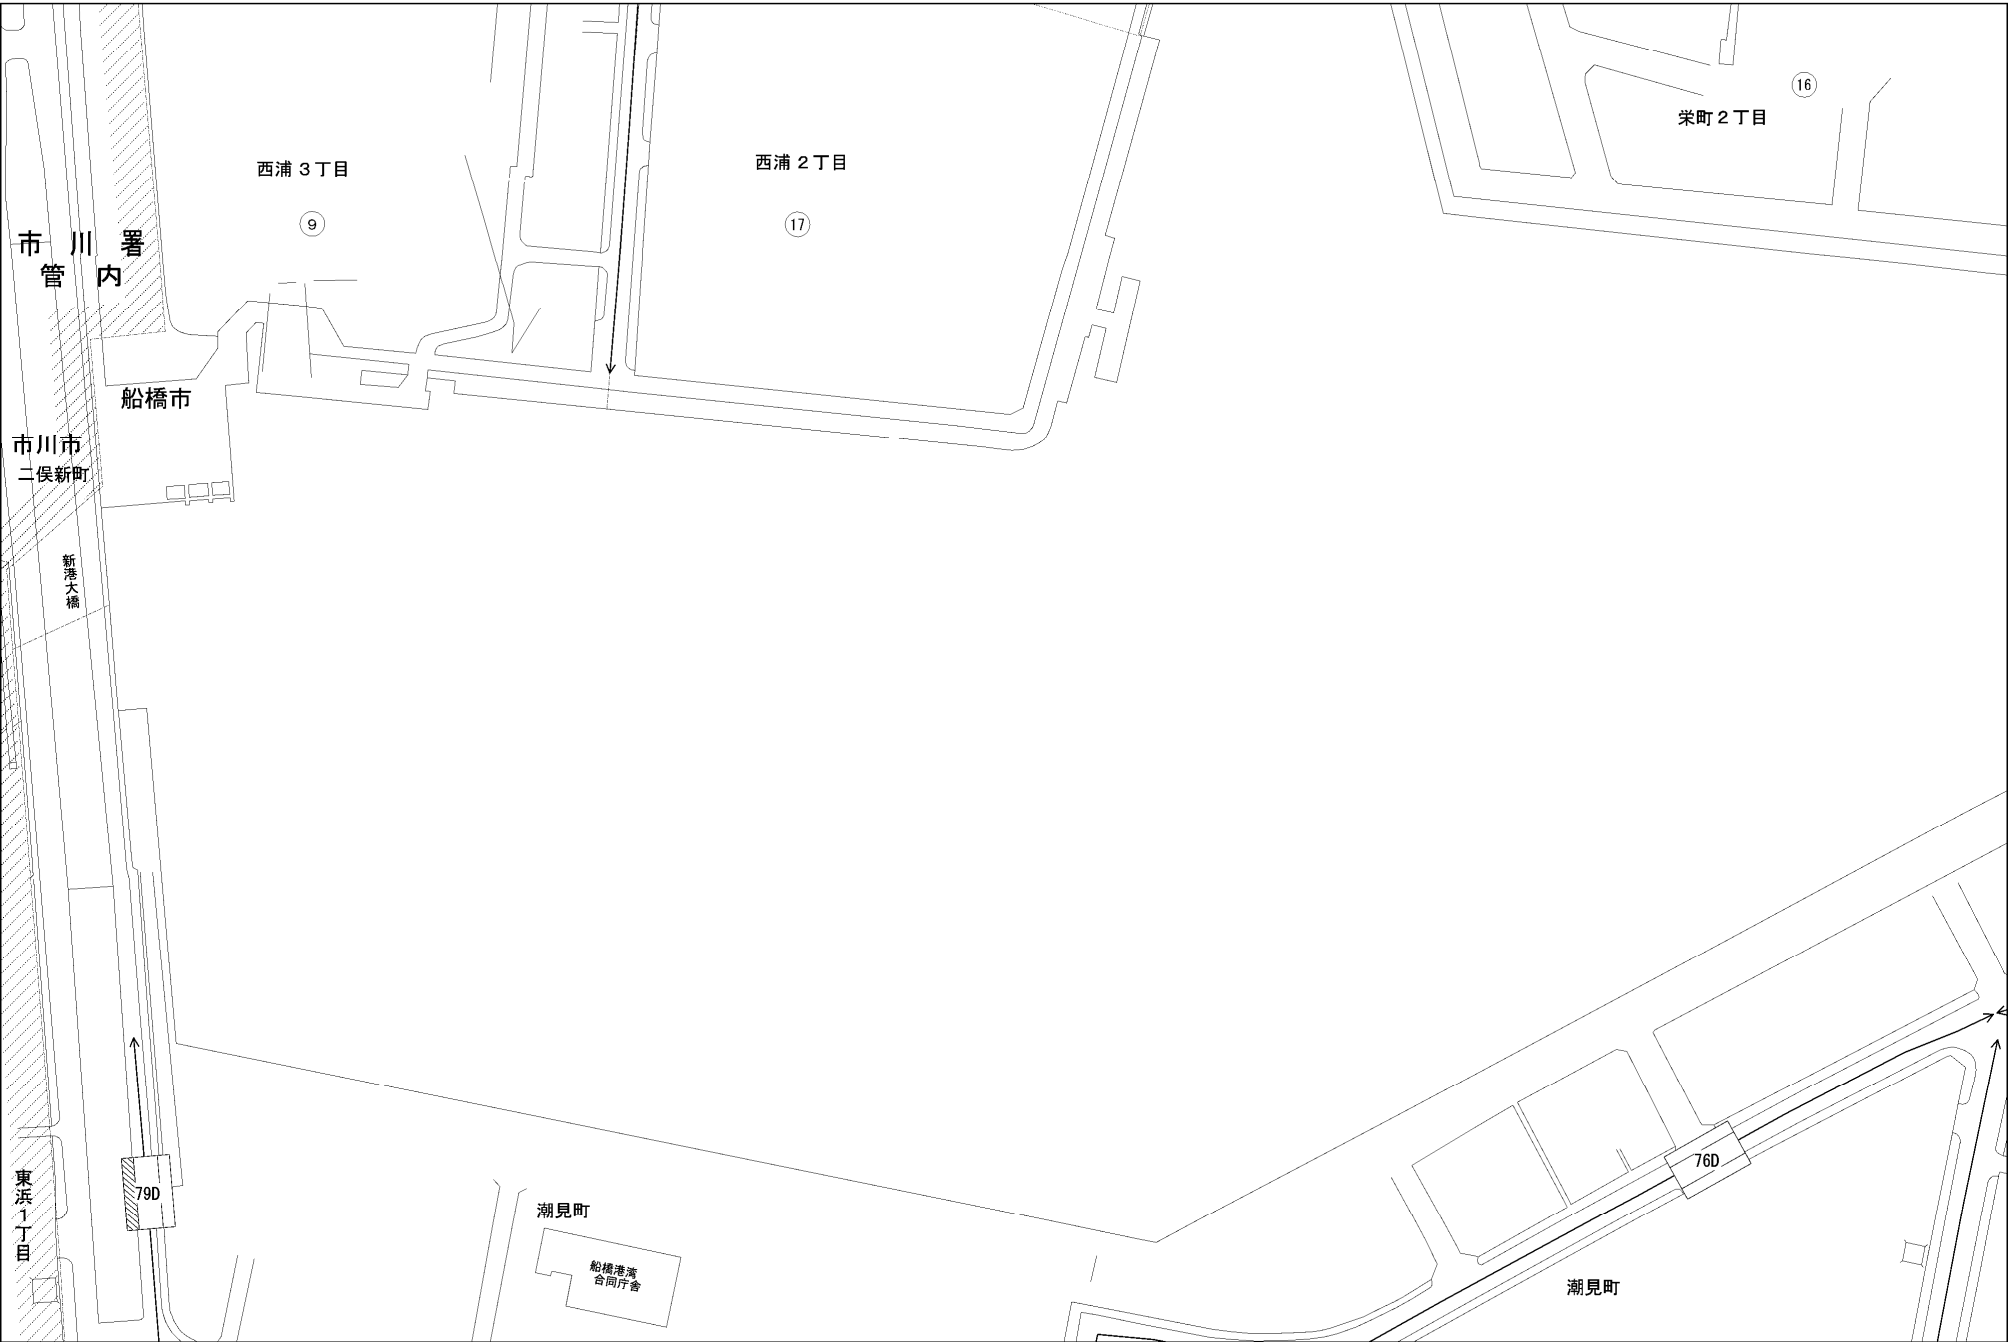 16
栄町２丁目
西浦３丁目
9
西浦２丁目
17
市川署
管内
船橋市
市川市
二俣新町
新港大橋
76D
79D
東浜１丁目
潮見町
船橋港湾
合同庁舎
潮見町